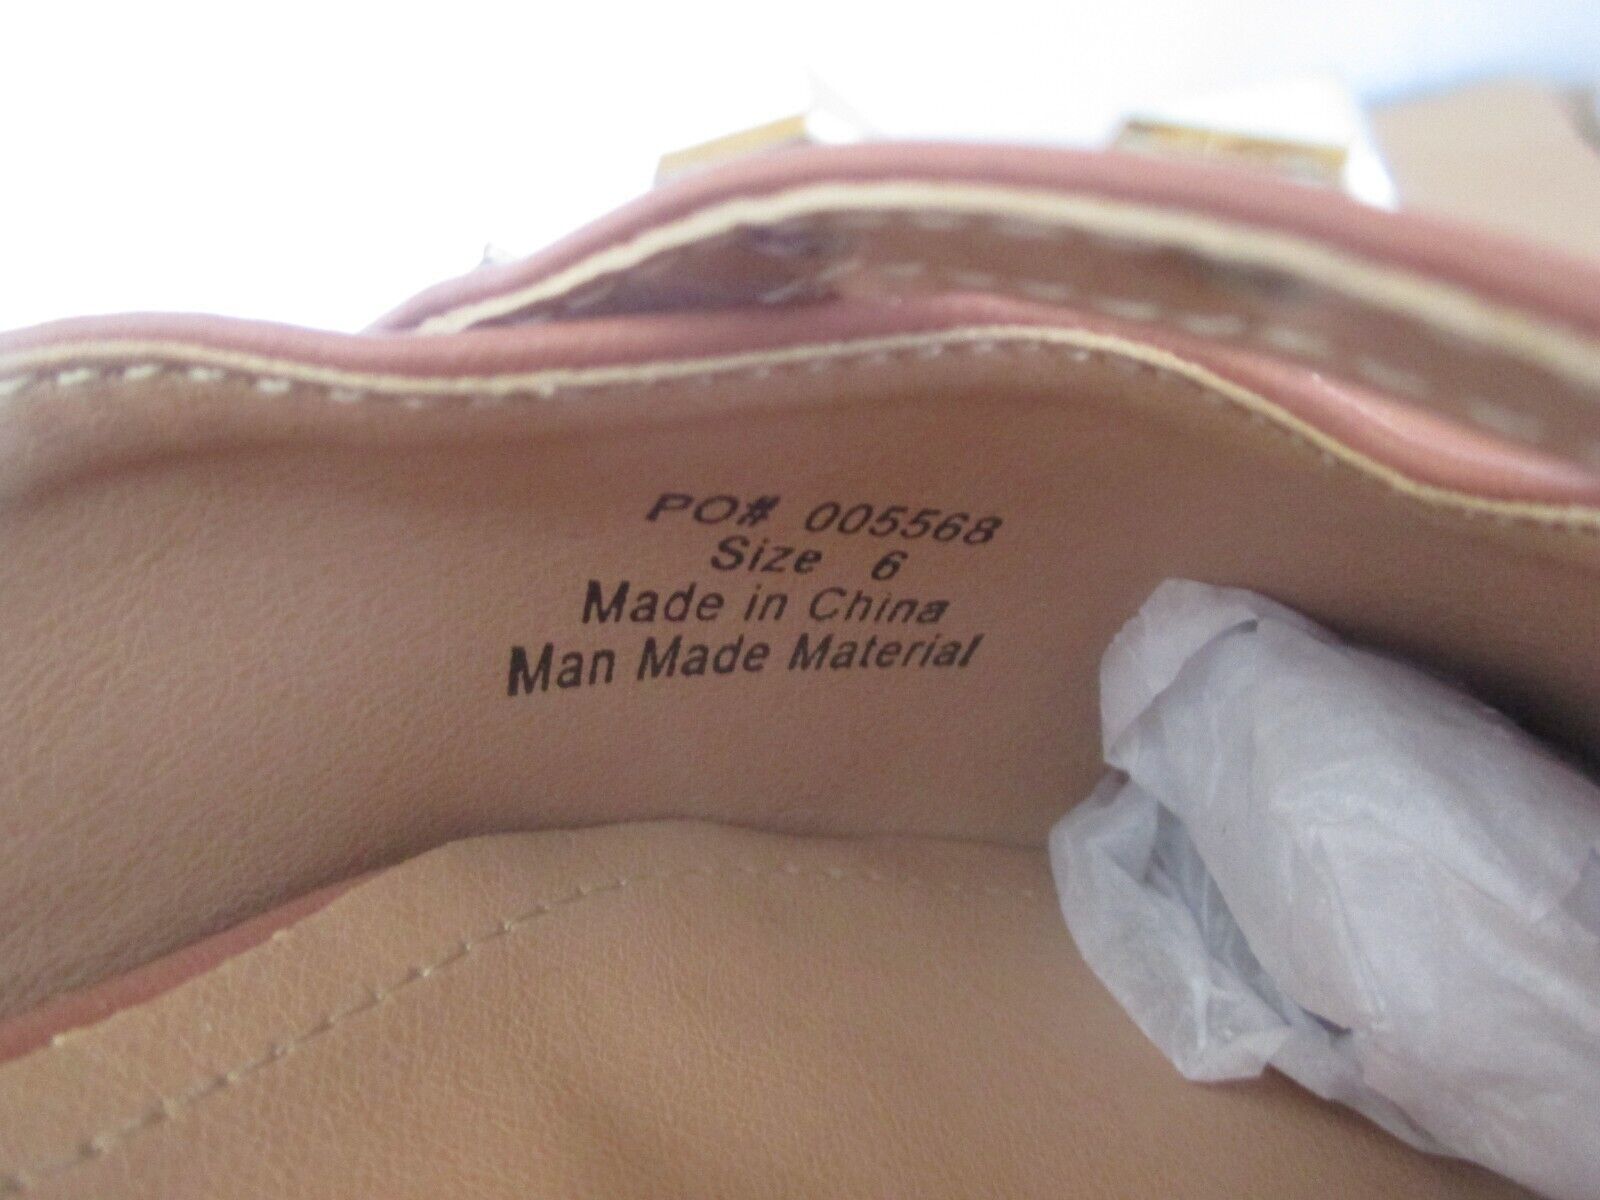 PO# 005568
Size 6
Made in China
Man Made Material